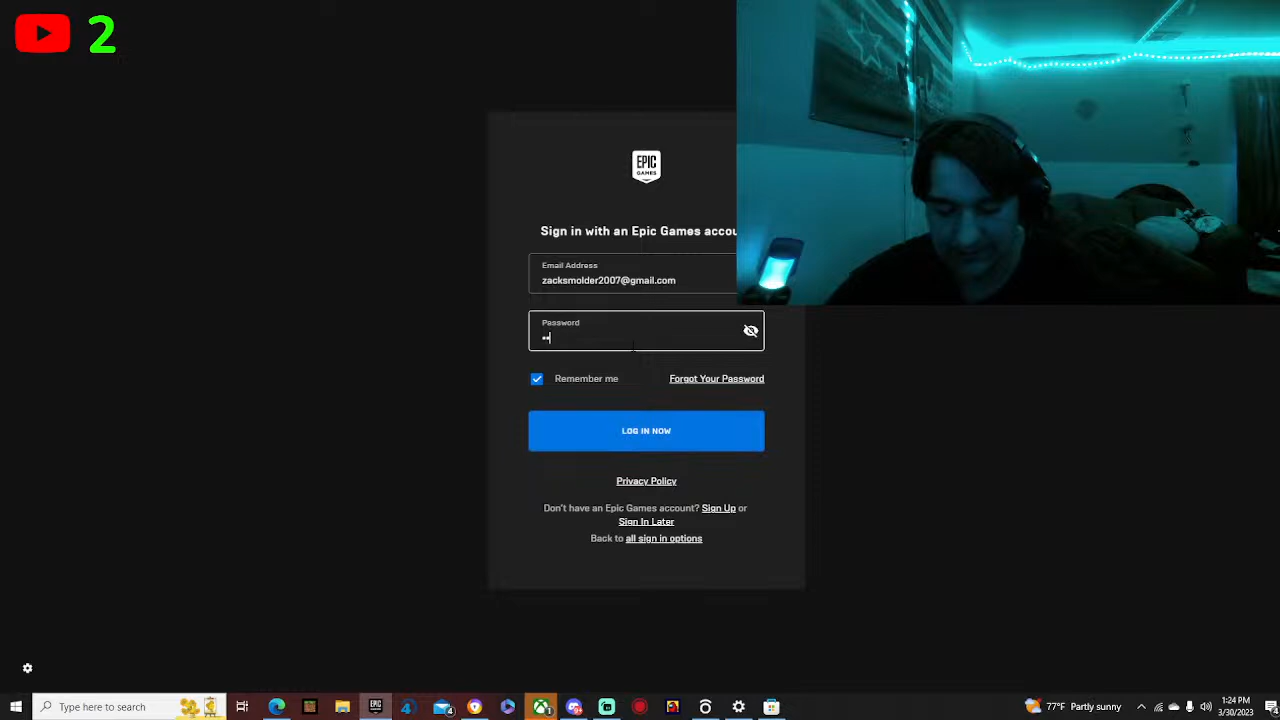 2
EPIC
GAMES
Sign in with an Epic Games accou
Email Address
zacksmolder2007@gmail.com
Password
Remember me
Forgot Your Password
LOG IN NOW
Privacy Policy
Don't have an Epic Games account? Sign Up or
Sign In Later
Back to all sign in options
Type here to search
EPIC
4
1
77°F Partly sunny
1:24 PM
3/30/2023